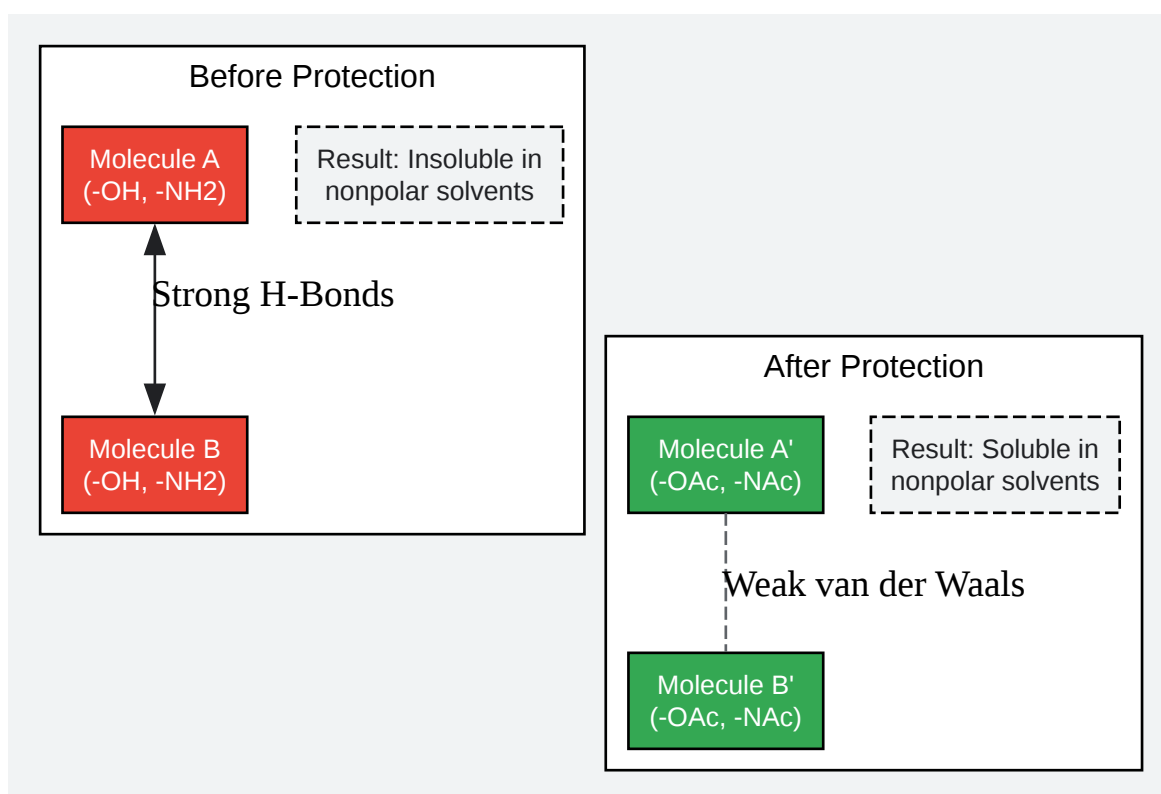 Before Protection
Molecule A
(-OH, -NH2)
Result: Insoluble in
nonpolar solvents
Strong H-Bonds
Molecule B
(-OH, -NH2)
After Protection
Molecule A'
(-OAc, -NAc)
Result: Soluble in
nonpolar solvents
Weak van der Waals
Molecule B'
(-OAc, -NAc)